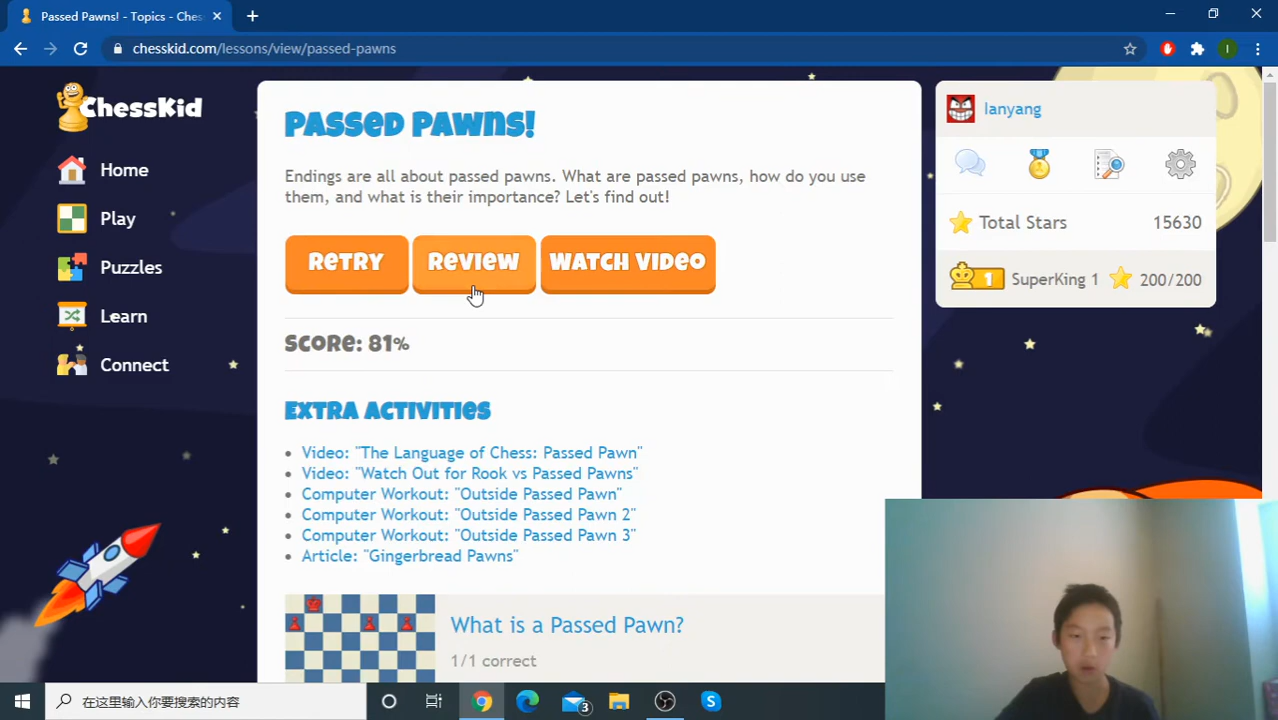 Passed Pawns! - Topics - Ches
chesskid.com/lessons/view/passed-pawns
I
ChessKid
Home
Play
Puzzles
Learn
Connect
Passed Pawns!
Endings are all about passed pawns. What are passed pawns, how do you use
them, and what is their importance? Let's find out!
Retry
Review
Watch Video
Score: 81%
Extra Activities
Video: "The Language of Chess: Passed Pawn"
Video: "Watch Out for Rook vs Passed Pawns"
Computer Workout: "Outside Passed Pawn"
Computer Workout: "Outside Passed Pawn 2"
Computer Workout: "Outside Passed Pawn 3"
Article: "Gingerbread Pawns"
What is a Passed Pawn?
1/1 correct
Ianyang
Total Stars 15630
1 SuperKing 1 200/200
在这里输入你要搜索的内容
3
S